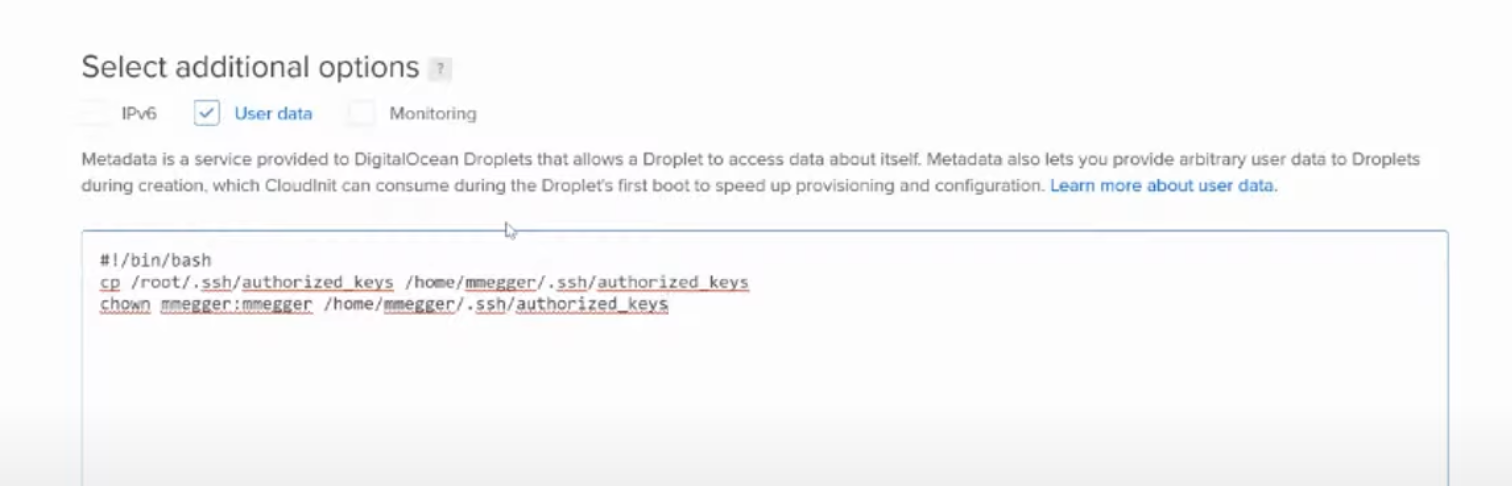 Select additional options ?
IPv6 User data Monitoring
Metadata is a service provided to DigitalOcean Droplets that allows a Droplet to access data about itself. Metadata also lets you provide arbitrary user data to Droplets
during creation, which CloudInit can consume during the Droplet's first boot to speed up provisioning and configuration. Learn more about user data.
#!/bin/bash
cp /root/.ssh/authorized_keys /home/mmegger/.ssh/authorized_keys
chown mmegger:mmegger /home/mmegger/.ssh/authorized_keys